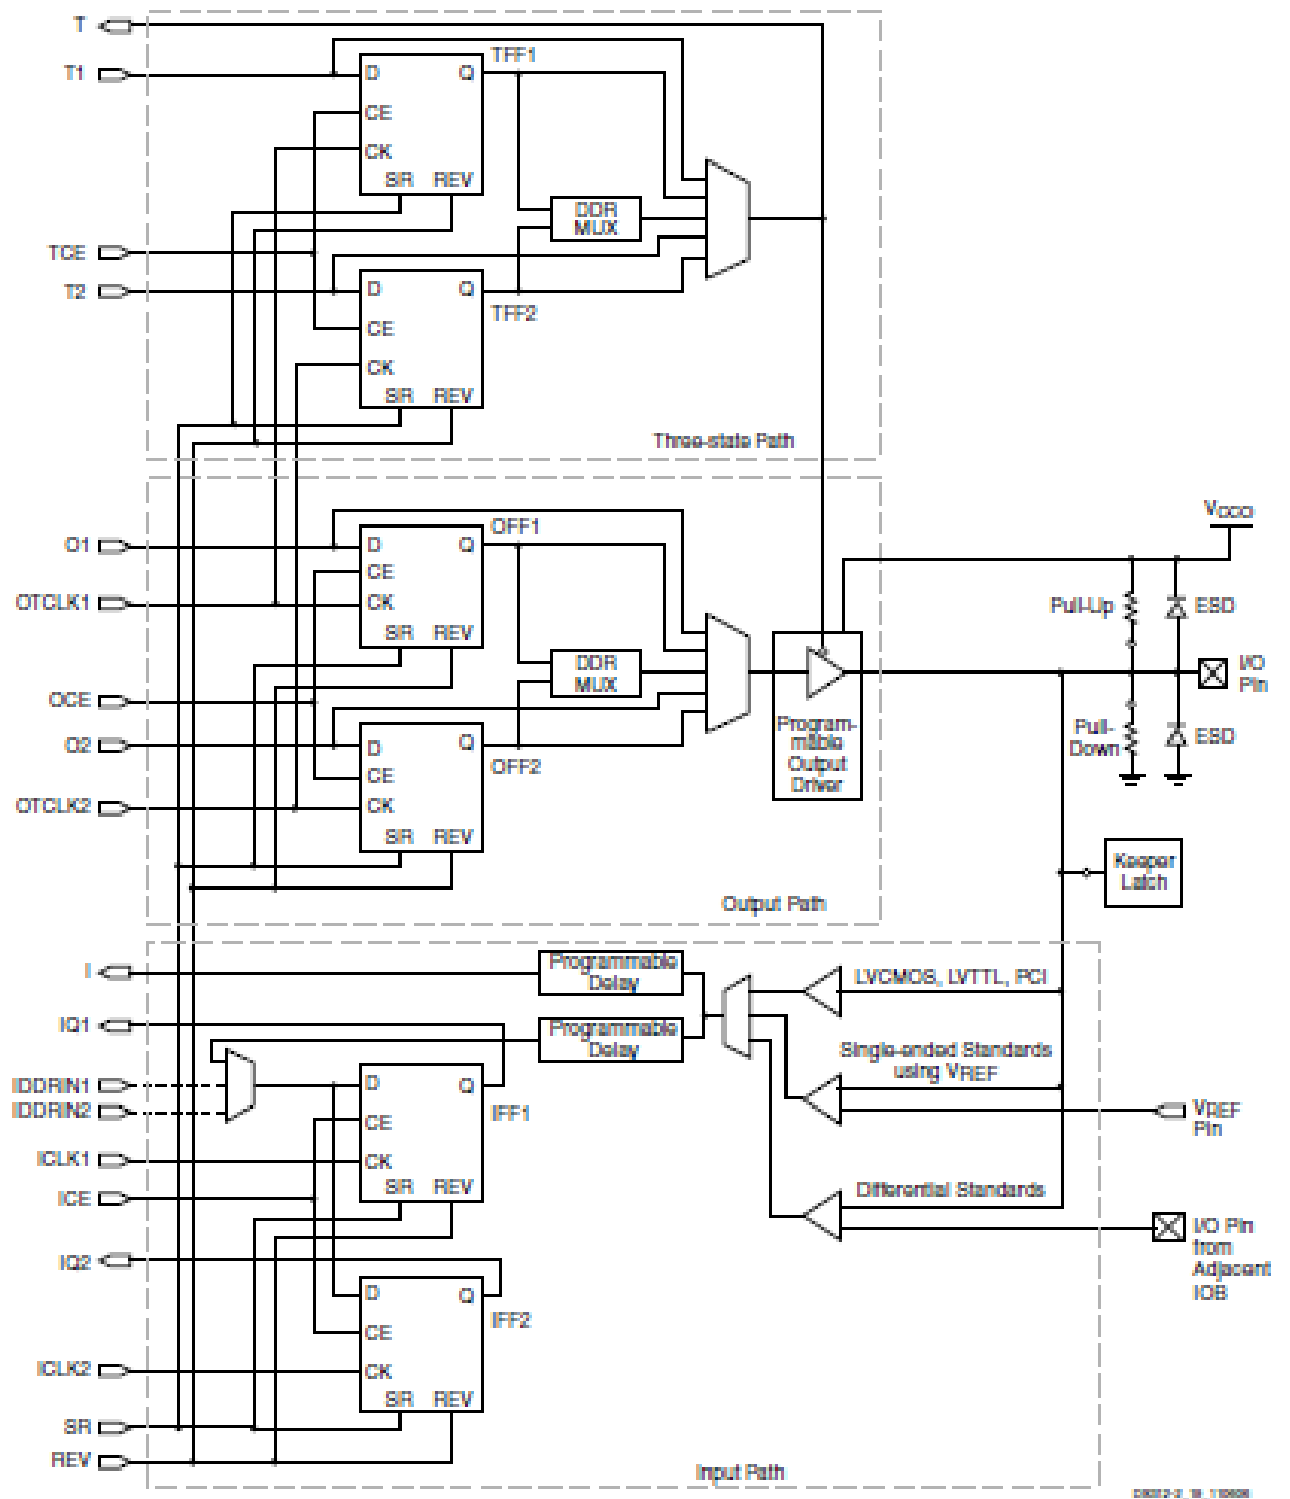 T
TFF1
T1
D
Q
CE
CK
SR REV
DDR
MUX
TCE
T2
D
Q
TFF2
CE
CK
SR REV
Three-state Path
VCCO
OFF1
O1
D
Q
CE
OTCLK1
CK
Pull-Up
ESD
SR REV
DDR
MUX
I/O
Pin
OCE
Program-
mable
Output
Driver
Pull-
Down
ESD
O2
D
Q
OFF2
CE
OTCLK2
CK
SR REV
Keeper
Latch
Output Path
I
Programmable
Delay
LVCMOS, LVTTL, PCI
IQ1
Programmable
Delay
Single-ended Standards
using VREF
IDDRIN1
IDDRIN2
D
Q
IFF1
CE
VREF
Pin
ICLK1
CK
ICE
SR REV
Differential Standards
I/O Pin
from
Adjacent
IOB
IQ2
D
Q
IFF2
CE
ICLK2
CK
SR REV
SR
REV
Input Path